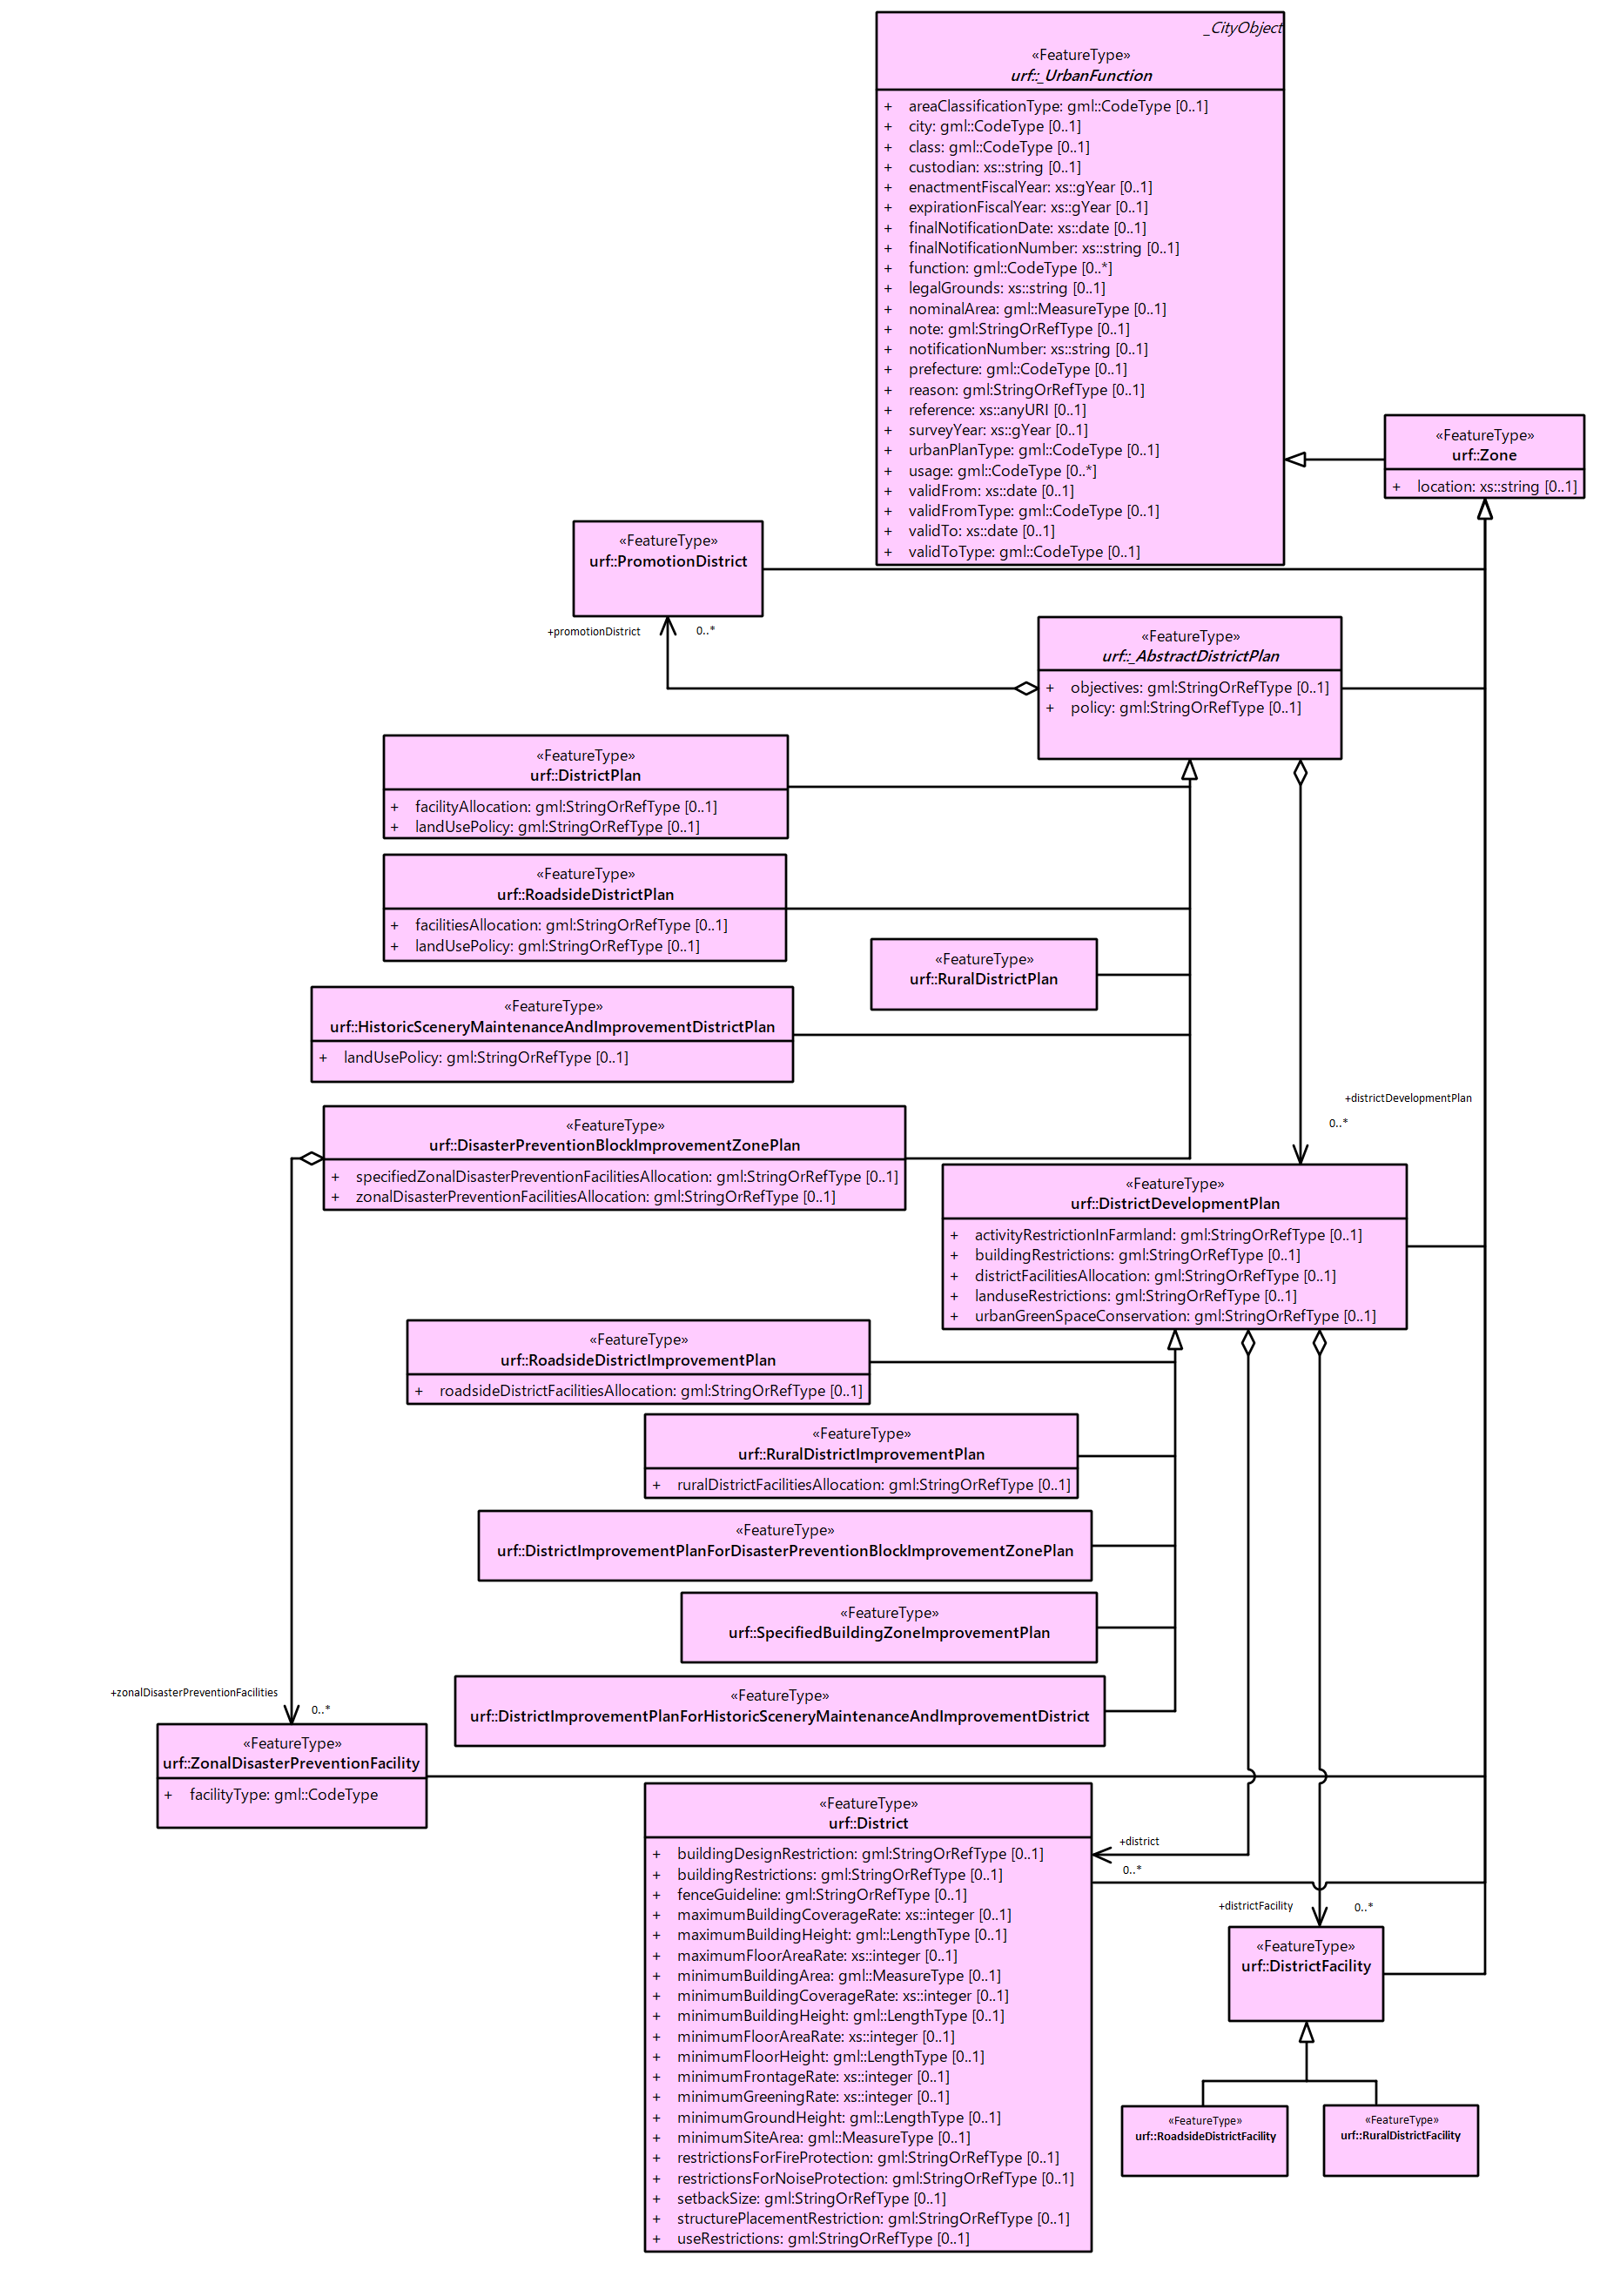 _CityObject
«FeatureType»
urf::_UrbanFunction
+ areaClassificationType: gml::CodeType [0..1]
+ city: gml::CodeType [0..1]
+ class: gml::CodeType [0..1]
+ custodian: xs::string [0..1]
+ enactmentFiscalYear: xs::gYear [0..1]
+ expirationFiscalYear: xs::gYear [0..1]
+ finalNotificationDate: xs::date [0..1]
+ finalNotificationNumber: xs::string [0..1]
+ function: gml::CodeType [0..*]
+ legalGrounds: xs::string [0..1]
+ nominalArea: gml::MeasureType [0..1]
+ note: gml:StringOrRefType [0..1]
+ notificationNumber: xs::string [0..1]
+ prefecture: gml::CodeType [0..1]
+ reason: gml:StringOrRefType [0..1]
+ reference: xs::anyURI [0..1]
+ surveyYear: xs::gYear [0..1]
+ urbanPlanType: gml::CodeType [0..1]
+ usage: gml::CodeType [0..*]
+ validFrom: xs::date [0..1]
+ validFromType: gml::CodeType [0..1]
+ validTo: xs::date [0..1]
+ validToType: gml::CodeType [0..1]
«FeatureType»
urf::Zone
+ location: xs::string [0..1]
«FeatureType»
urf::PromotionDistrict
+promotionDistrict
0..*
«FeatureType»
urf::_AbstractDistrictPlan
+ objectives: gml:StringOrRefType [0..1]
+ policy: gml:StringOrRefType [0..1]
«FeatureType»
urf::DistrictPlan
+ facilityAllocation: gml:StringOrRefType [0..1]
+ landUsePolicy: gml:StringOrRefType [0..1]
«FeatureType»
urf::RoadsideDistrictPlan
+ facilitiesAllocation: gml:StringOrRefType [0..1]
+ landUsePolicy: gml:StringOrRefType [0..1]
«FeatureType»
urf::RuralDistrictPlan
«FeatureType»
urf::HistoricSceneryMaintenanceAndImprovementDistrictPlan
+ landUsePolicy: gml:StringOrRefType [0..1]
+districtDevelopmentPlan
0..*
«FeatureType»
urf::DisasterPreventionBlockImprovementZonePlan
+ specifiedZonalDisasterPreventionFacilitiesAllocation: gml:StringOrRefType [0..1]
+ zonalDisasterPreventionFacilitiesAllocation: gml:StringOrRefType [0..1]
«FeatureType»
urf::DistrictDevelopmentPlan
+ activityRestrictionInFarmland: gml:StringOrRefType [0..1]
+ buildingRestrictions: gml:StringOrRefType [0..1]
+ districtFacilitiesAllocation: gml:StringOrRefType [0..1]
+ landuseRestrictions: gml:StringOrRefType [0..1]
+ urbanGreenSpaceConservation: gml:StringOrRefType [0..1]
«FeatureType»
urf::RoadsideDistrictImprovementPlan
+ roadsideDistrictFacilitiesAllocation: gml:StringOrRefType [0..1]
«FeatureType»
urf::RuralDistrictImprovementPlan
+ ruralDistrictFacilitiesAllocation: gml:StringOrRefType [0..1]
«FeatureType»
urf::DistrictImprovementPlanForDisasterPreventionBlockImprovementZonePlan
«FeatureType»
urf::SpecifiedBuildingZoneImprovementPlan
«FeatureType»
urf::DistrictImprovementPlanForHistoricSceneryMaintenanceAndImprovementDistrict
+zonalDisasterPreventionFacilities
0..*
«FeatureType»
urf::ZonalDisasterPreventionFacility
+ facilityType: gml::CodeType
«FeatureType»
urf::District
+ buildingDesignRestriction: gml:StringOrRefType [0..1]
+ buildingRestrictions: gml:StringOrRefType [0..1]
+ fenceGuideline: gml:StringOrRefType [0..1]
+ maximumBuildingCoverageRate: xs::integer [0..1]
+ maximumBuildingHeight: gml::LengthType [0..1]
+ maximumFloorAreaRate: xs::integer [0..1]
+ minimumBuildingArea: gml::MeasureType [0..1]
+ minimumBuildingCoverageRate: xs::integer [0..1]
+ minimumBuildingHeight: gml::LengthType [0..1]
+ minimumFloorAreaRate: xs::integer [0..1]
+ minimumFloorHeight: gml::LengthType [0..1]
+ minimumFrontageRate: xs::integer [0..1]
+ minimumGreeningRate: xs::integer [0..1]
+ minimumGroundHeight: gml::LengthType [0..1]
+ minimumSiteArea: gml::MeasureType [0..1]
+ restrictionsForFireProtection: gml:StringOrRefType [0..1]
+ restrictionsForNoiseProtection: gml:StringOrRefType [0..1]
+ setbackSize: gml:StringOrRefType [0..1]
+ structurePlacementRestriction: gml:StringOrRefType [0..1]
+ useRestrictions: gml:StringOrRefType [0..1]
+district
0..*
+districtFacility
0..*
«FeatureType»
urf::DistrictFacility
«FeatureType»
urf::RoadsideDistrictFacility
«FeatureType»
urf::RuralDistrictFacility